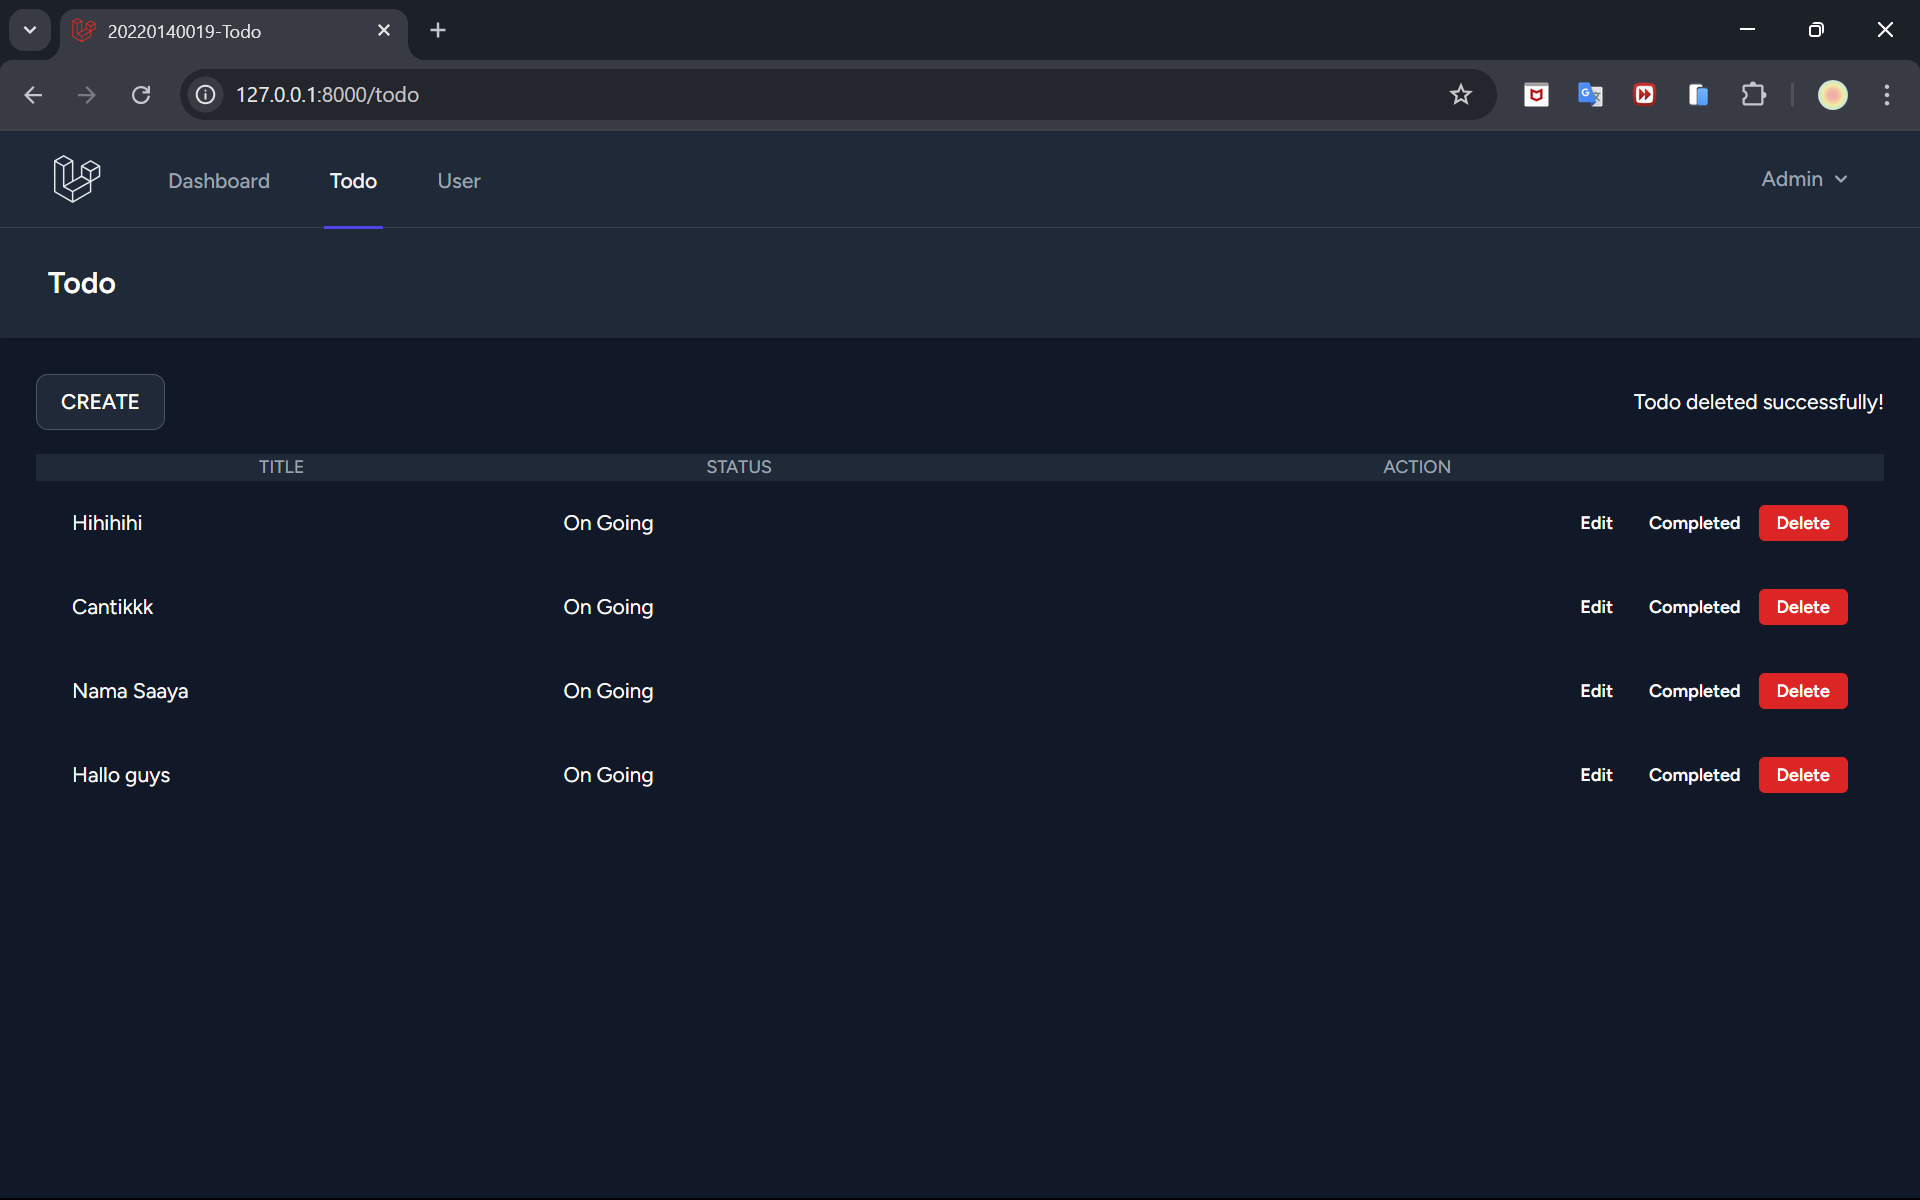 20220140019-Todo
127.0.0.1:8000/todo
Dashboard Todo User Admin
Todo
CREATE Todo deleted successfully!
TITLE STATUS ACTION
Hihihihi On Going Edit Completed Delete
Cantikkk On Going Edit Completed Delete
Nama Saaya On Going Edit Completed Delete
Hallo guys On Going Edit Completed Delete